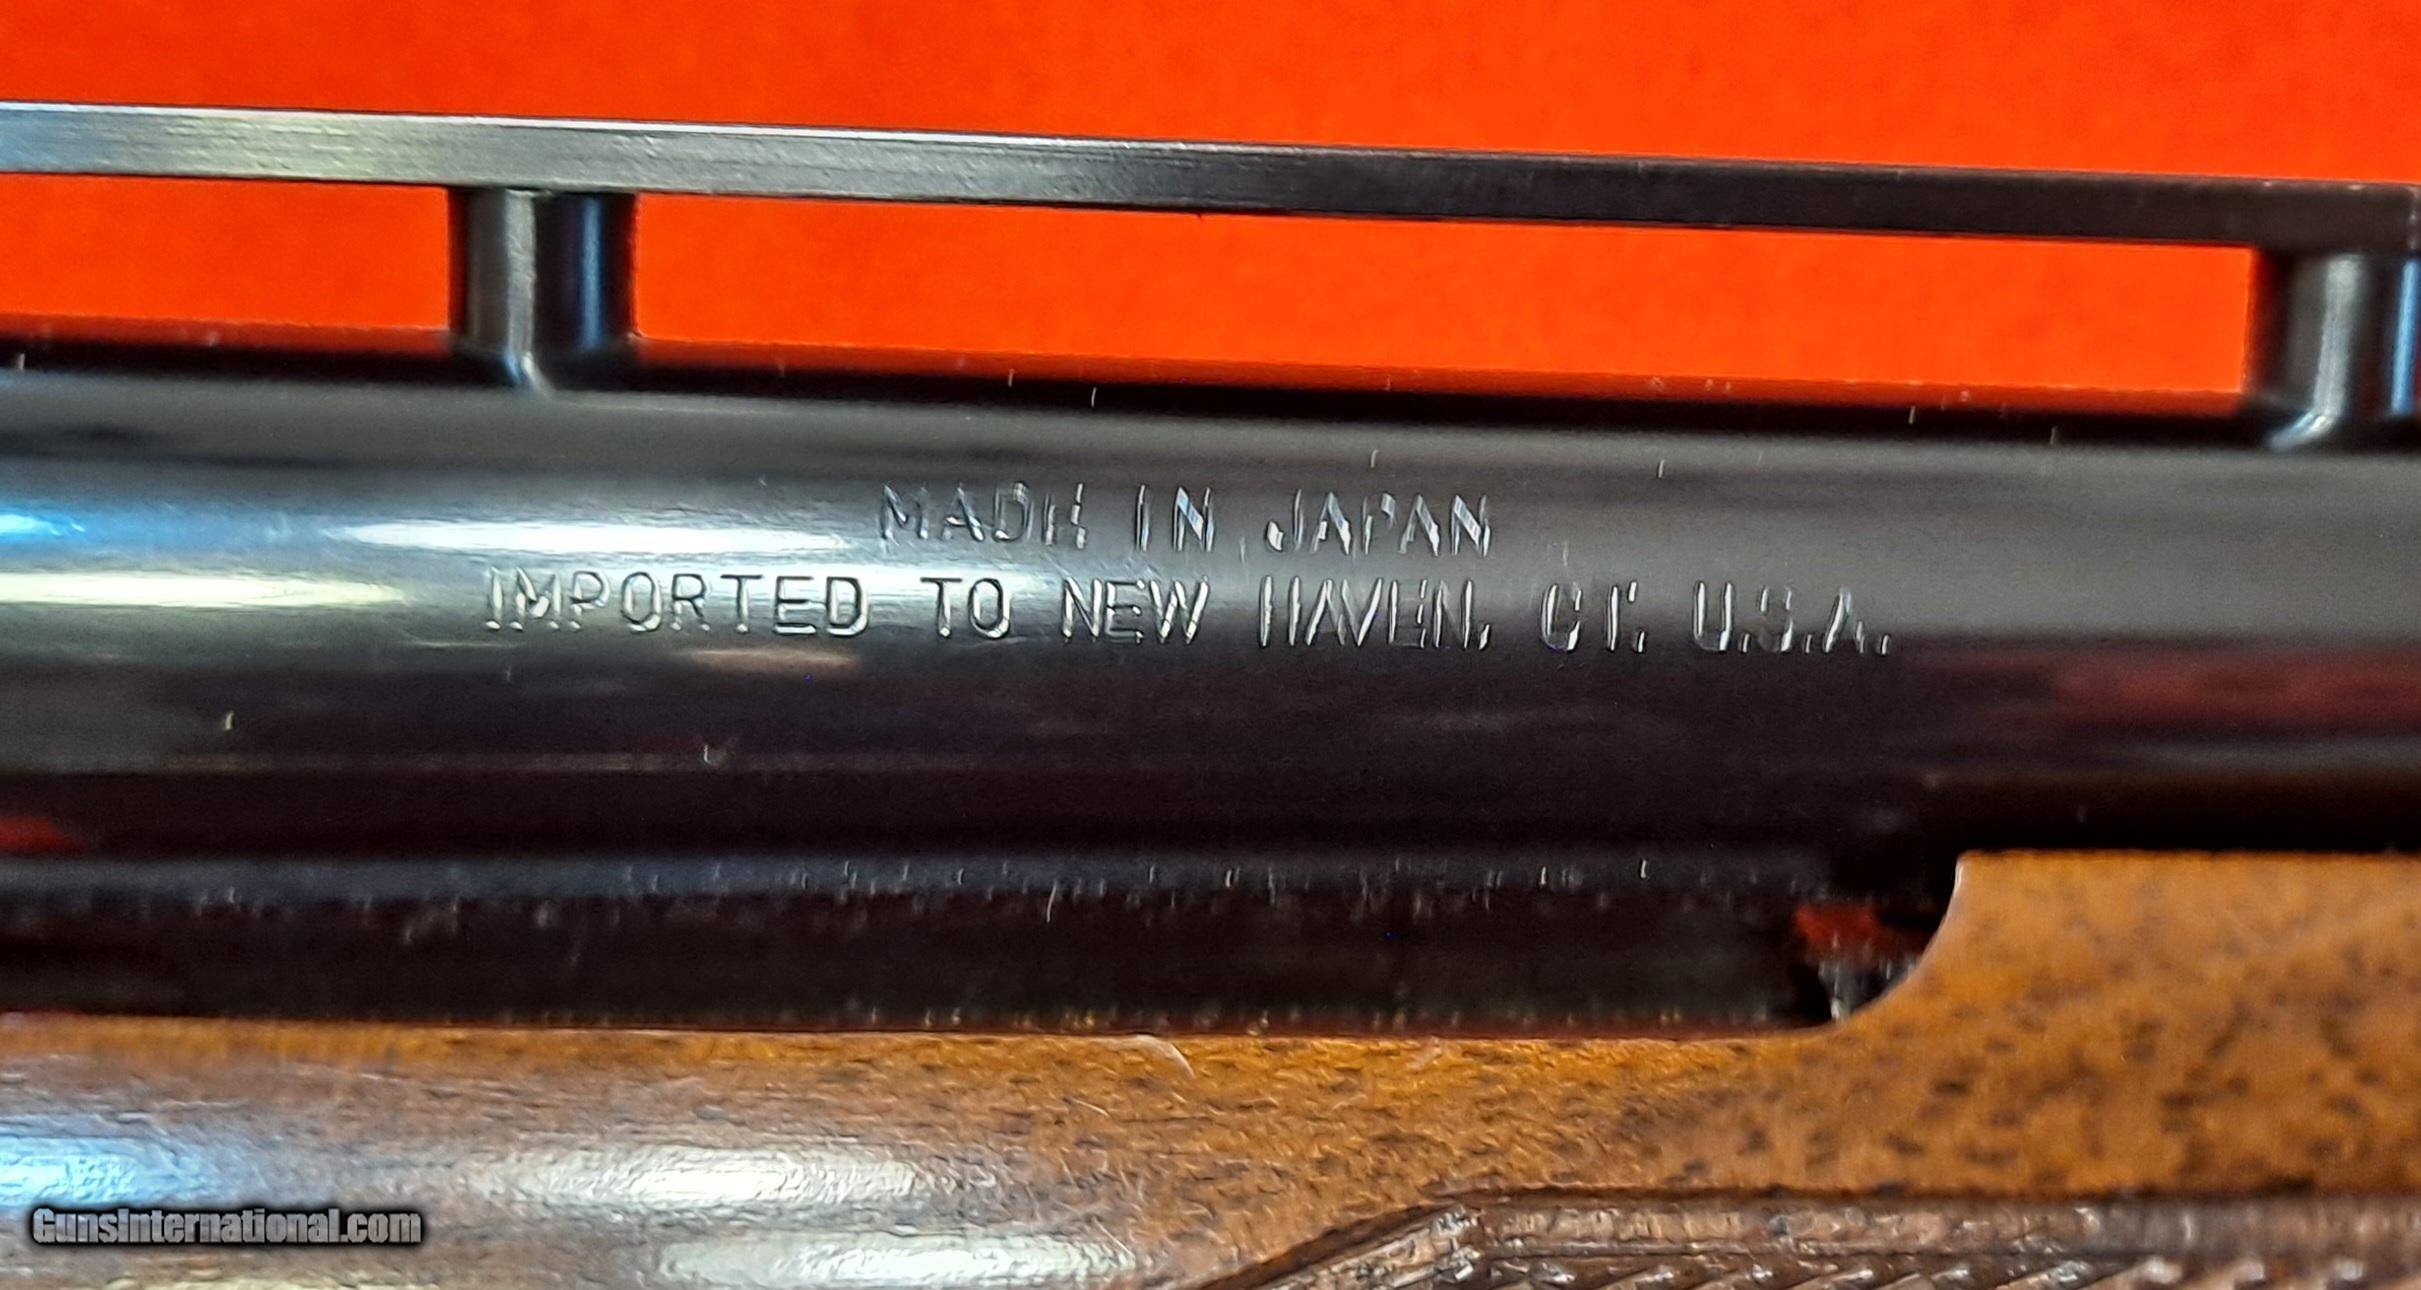 MADE IN JAPAN
IMPORTED TO NEW HAVEN, CT. U.S.A.
GunsInternational.com